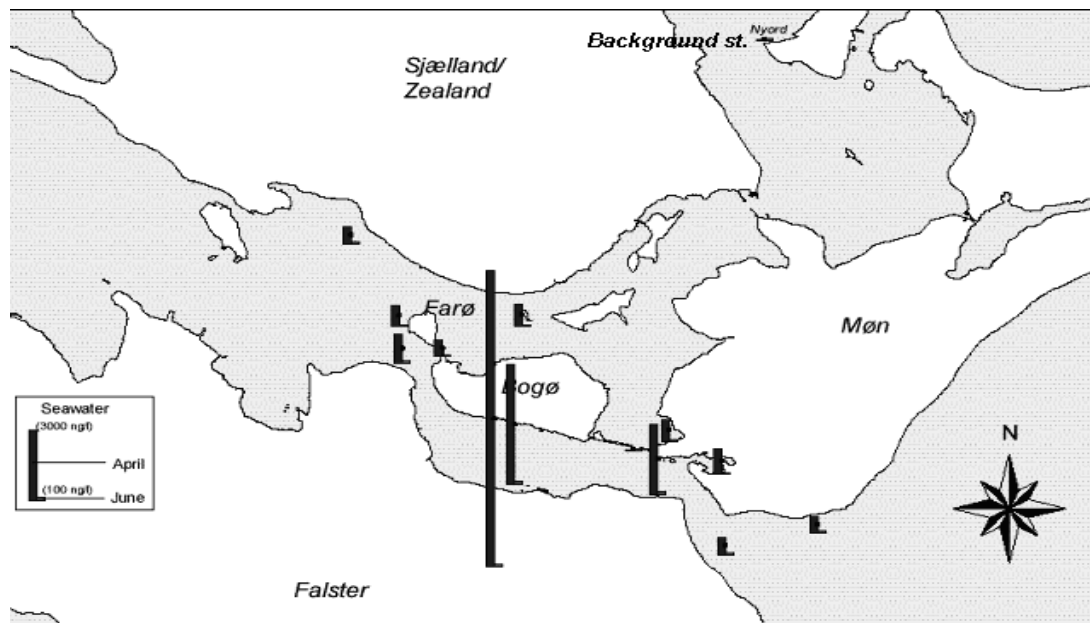 Nyord
Background st.
Sjælland/
Zealand
Farø
Møn
Bogø
Seawater
(3000 ng/l)
April
(100 ng/l)
June
N
Falster